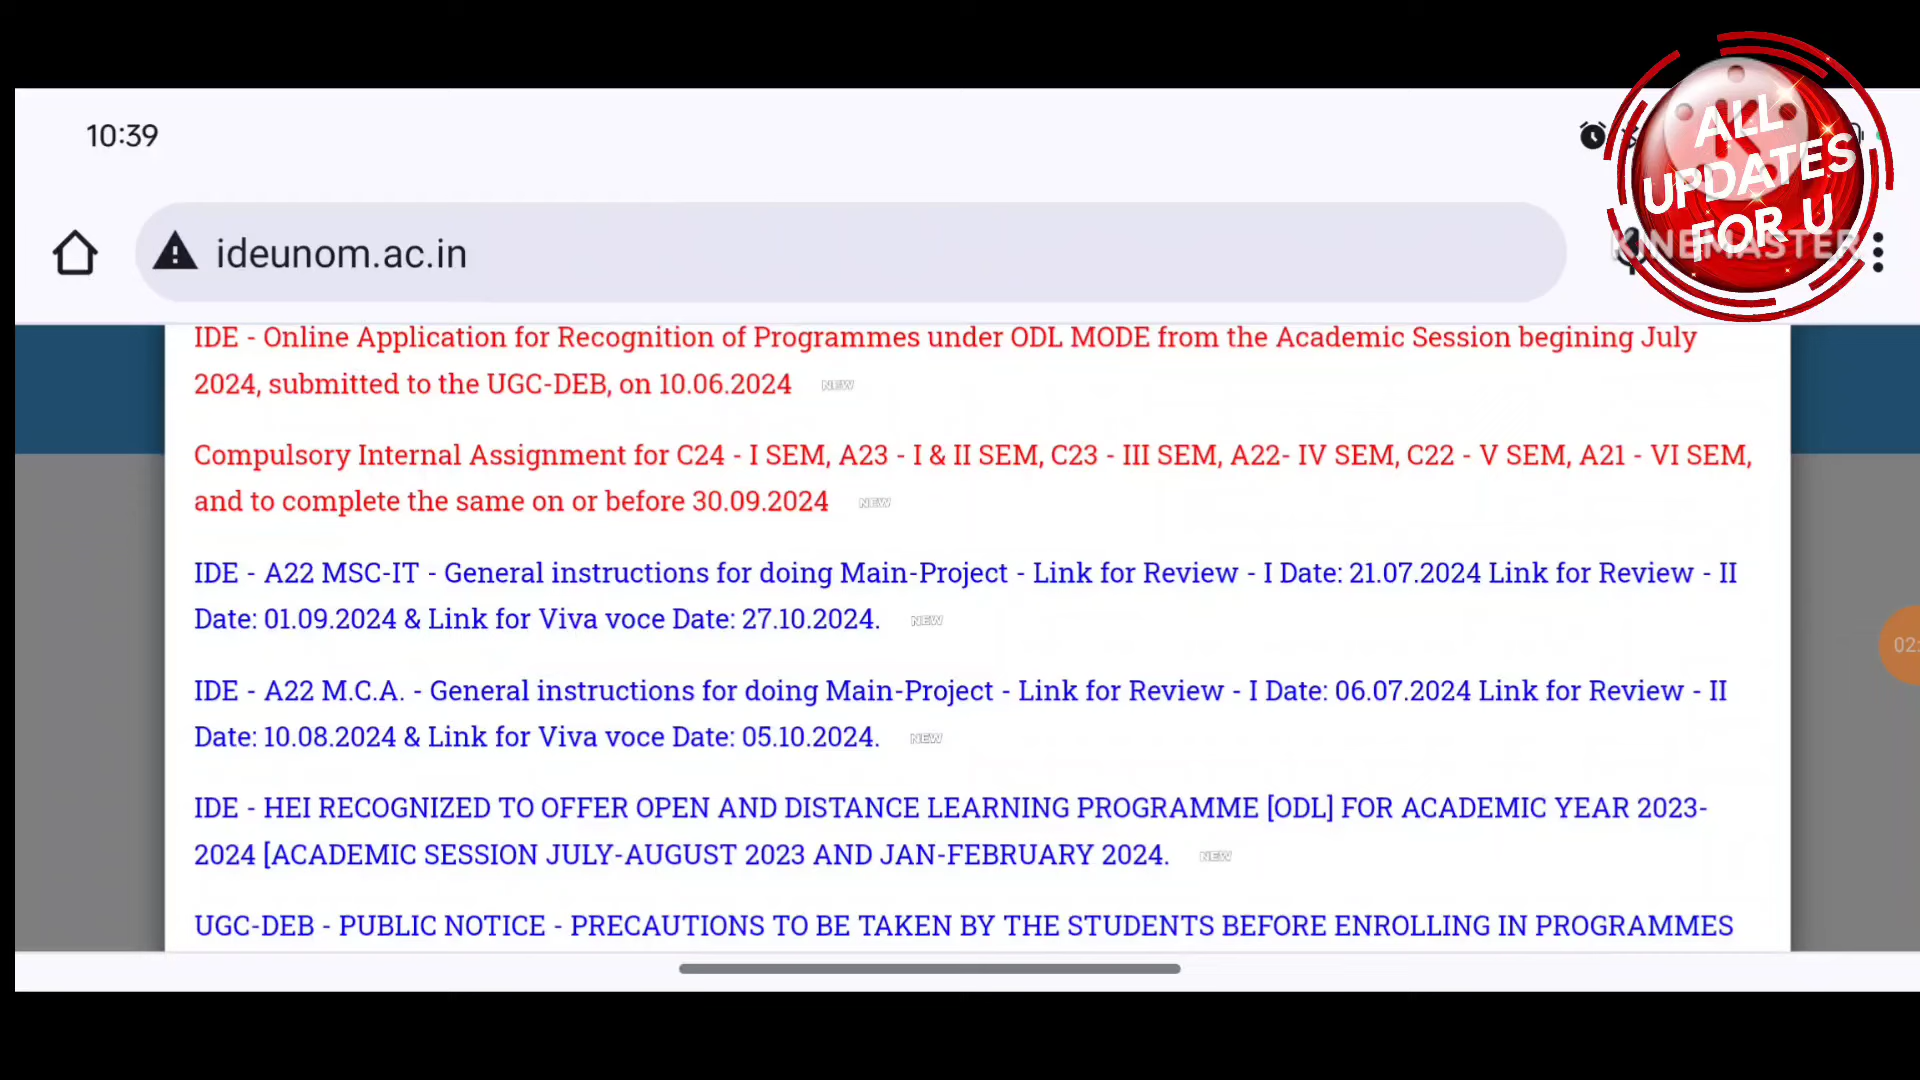 10:39
ALL
UPDATES
FOR U
KINEMASTER
ideunom.ac.in
IDE - Online Application for Recognition of Programmes under ODL MODE from the Academic Session begining July
2024, submitted to the UGC-DEB, on 10.06.2024 NEW
Compulsory Internal Assignment for C24 - I SEM, A23 - I & II SEM, C23 - III SEM, A22- IV SEM, C22 - V SEM, A21 - VI SEM,
and to complete the same on or before 30.09.2024 NEW
IDE - A22 MSC-IT - General instructions for doing Main-Project - Link for Review - I Date: 21.07.2024 Link for Review - II
Date: 01.09.2024 & Link for Viva voce Date: 27.10.2024. NEW
02:
IDE - A22 M.C.A. - General instructions for doing Main-Project - Link for Review - I Date: 06.07.2024 Link for Review - II
Date: 10.08.2024 & Link for Viva voce Date: 05.10.2024. NEW
IDE - HEI RECOGNIZED TO OFFER OPEN AND DISTANCE LEARNING PROGRAMME [ODL] FOR ACADEMIC YEAR 2023-
2024 [ACADEMIC SESSION JULY-AUGUST 2023 AND JAN-FEBRUARY 2024. NEW
UGC-DEB - PUBLIC NOTICE - PRECAUTIONS TO BE TAKEN BY THE STUDENTS BEFORE ENROLLING IN PROGRAMMES